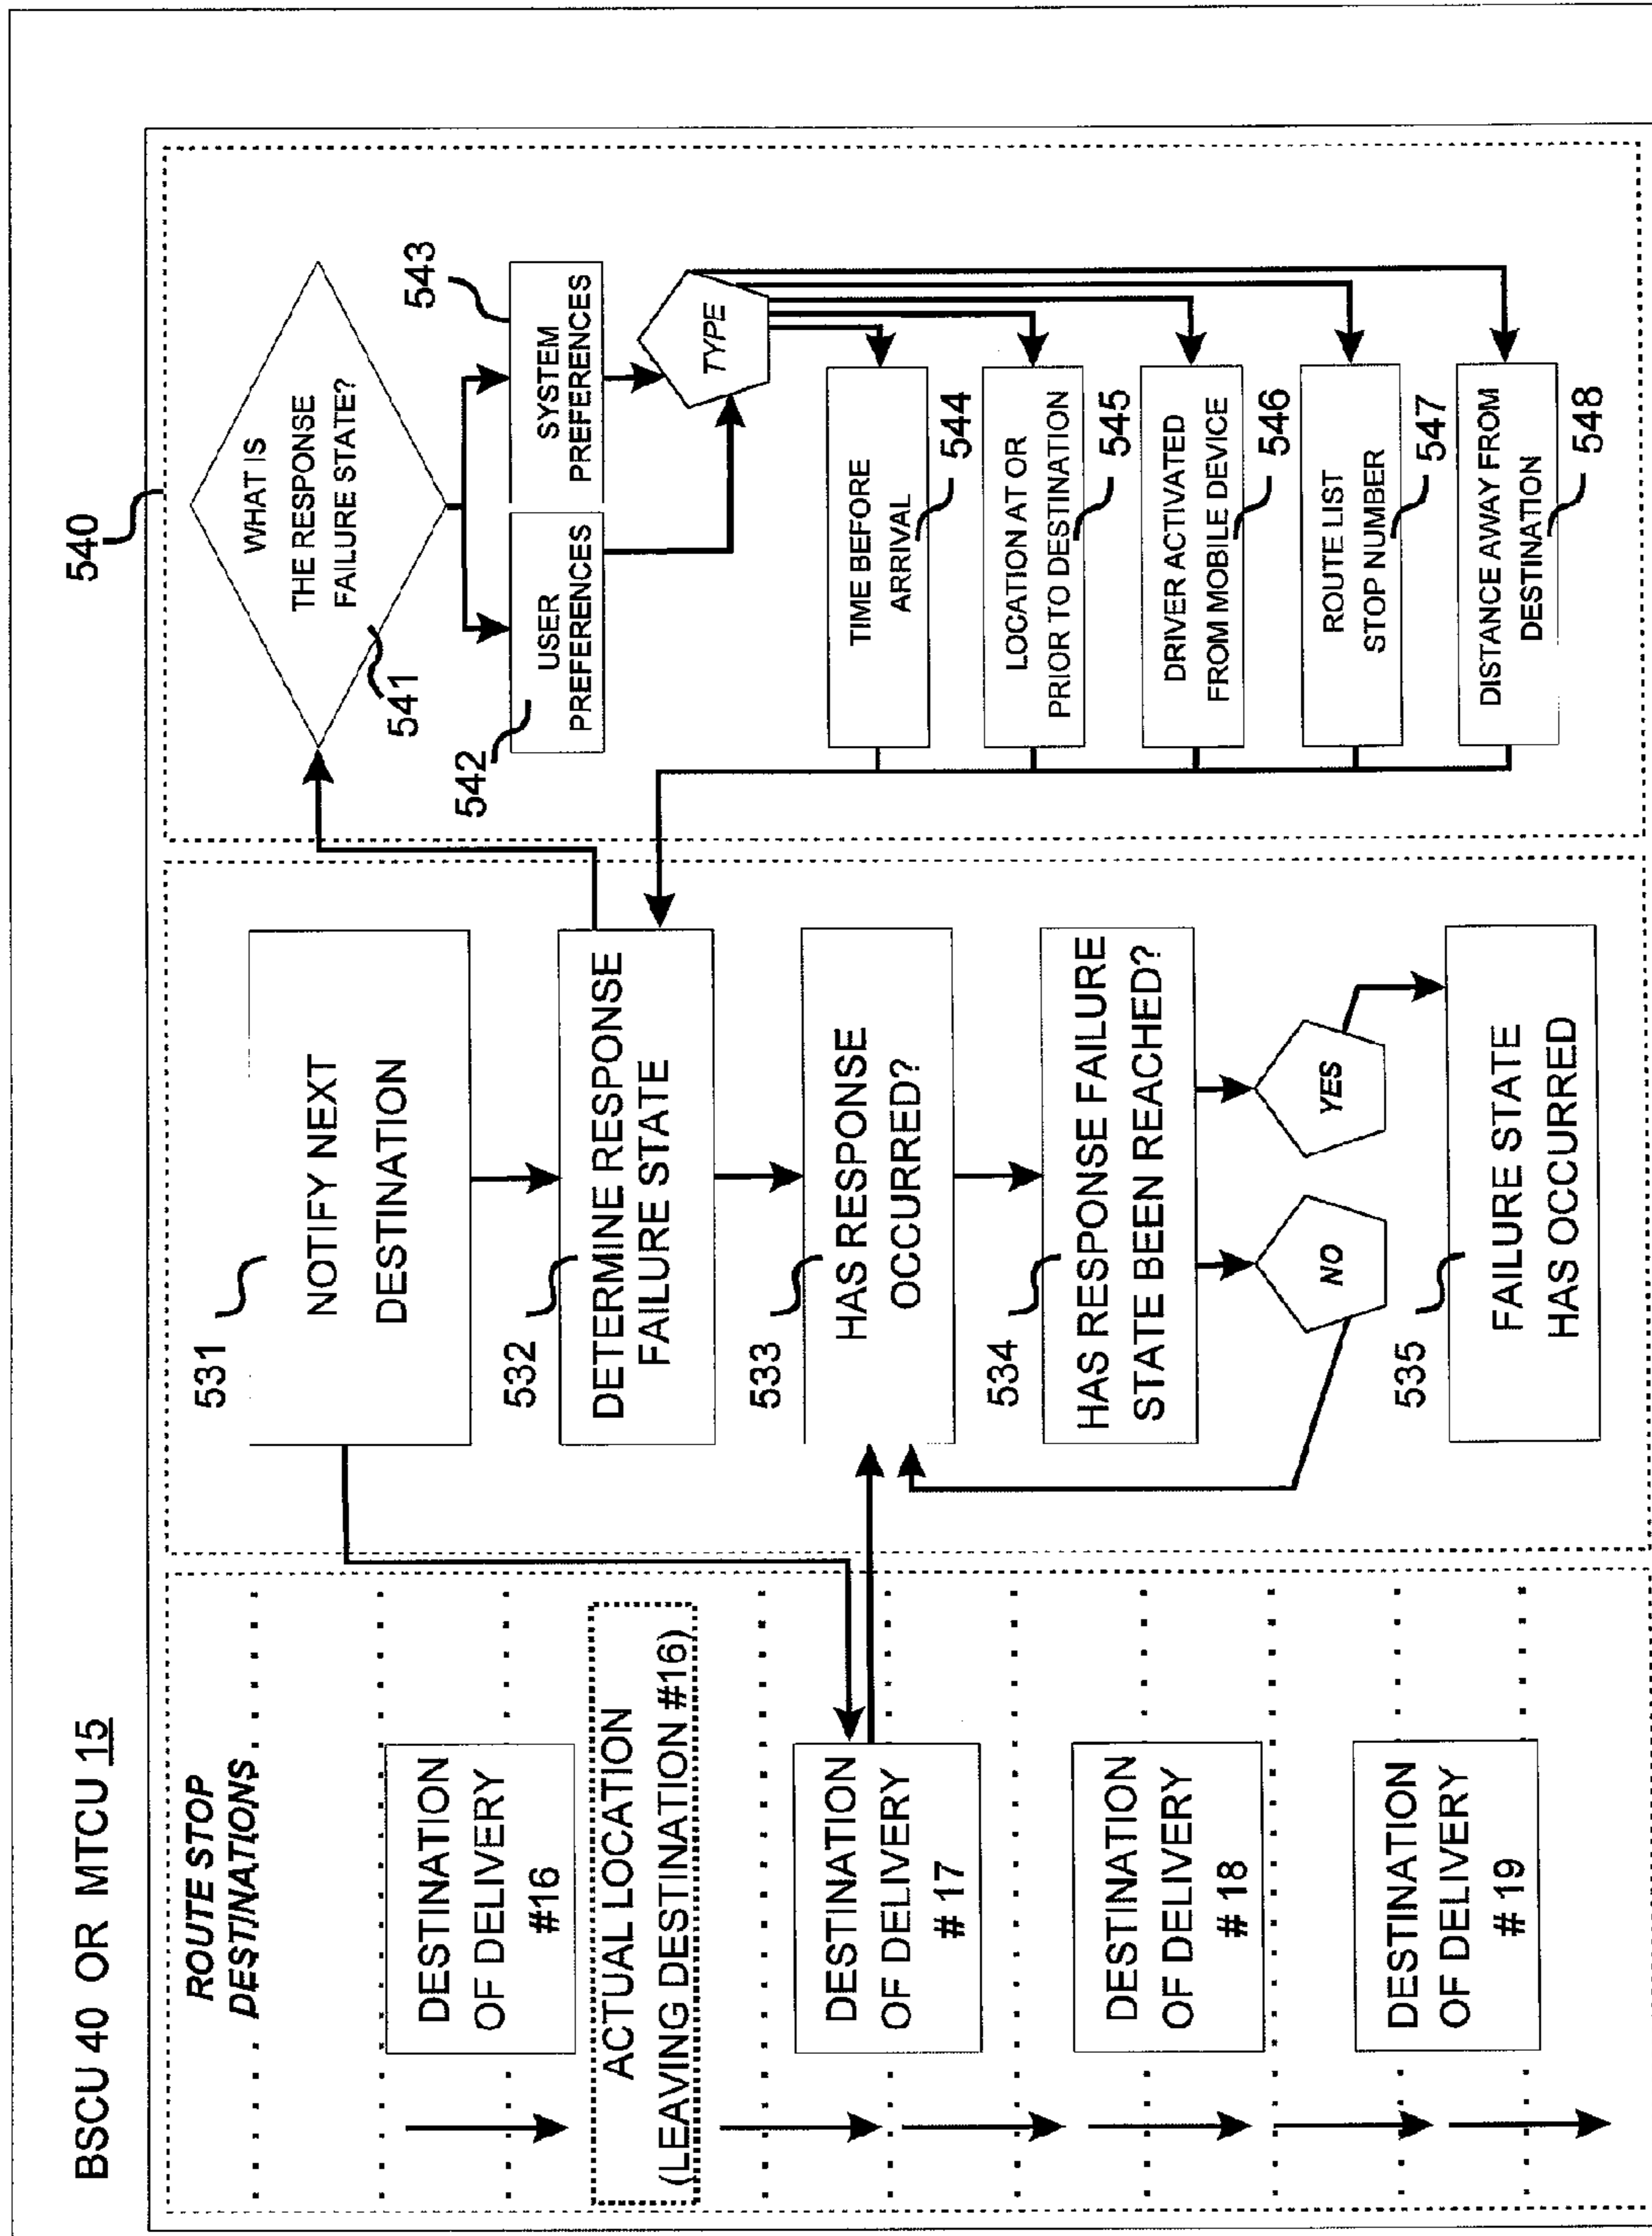 BSCU 40 OR MTCU 15
ROUTE STOP
DESTINATIONS
DESTINATION
OF DELIVERY
#16
ACTUAL LOCATION
(LEAVING DESTINATION #16)
DESTINATION
OF DELIVERY
# 17
DESTINATION
OF DELIVERY
# 18
DESTINATION
OF DELIVERY
# 19
531
NOTIFY NEXT
DESTINATION
532
DETERMINE RESPONSE
FAILURE STATE
533
HAS RESPONSE
OCCURRED?
534
HAS RESPONSE FAILURE
STATE BEEN REACHED?
NO
YES
535
FAILURE STATE
HAS OCCURRED
540
WHAT IS
THE RESPONSE
FAILURE STATE?
541
542
USER
PREFERENCES
543
SYSTEM
PREFERENCES
TYPE
TIME BEFORE
ARRIVAL
544
LOCATION AT OR
PRIOR TO DESTINATION
545
DRIVER ACTIVATED
FROM MOBILE DEVICE
546
ROUTE LIST
STOP NUMBER
547
DISTANCE AWAY FROM
DESTINATION
548